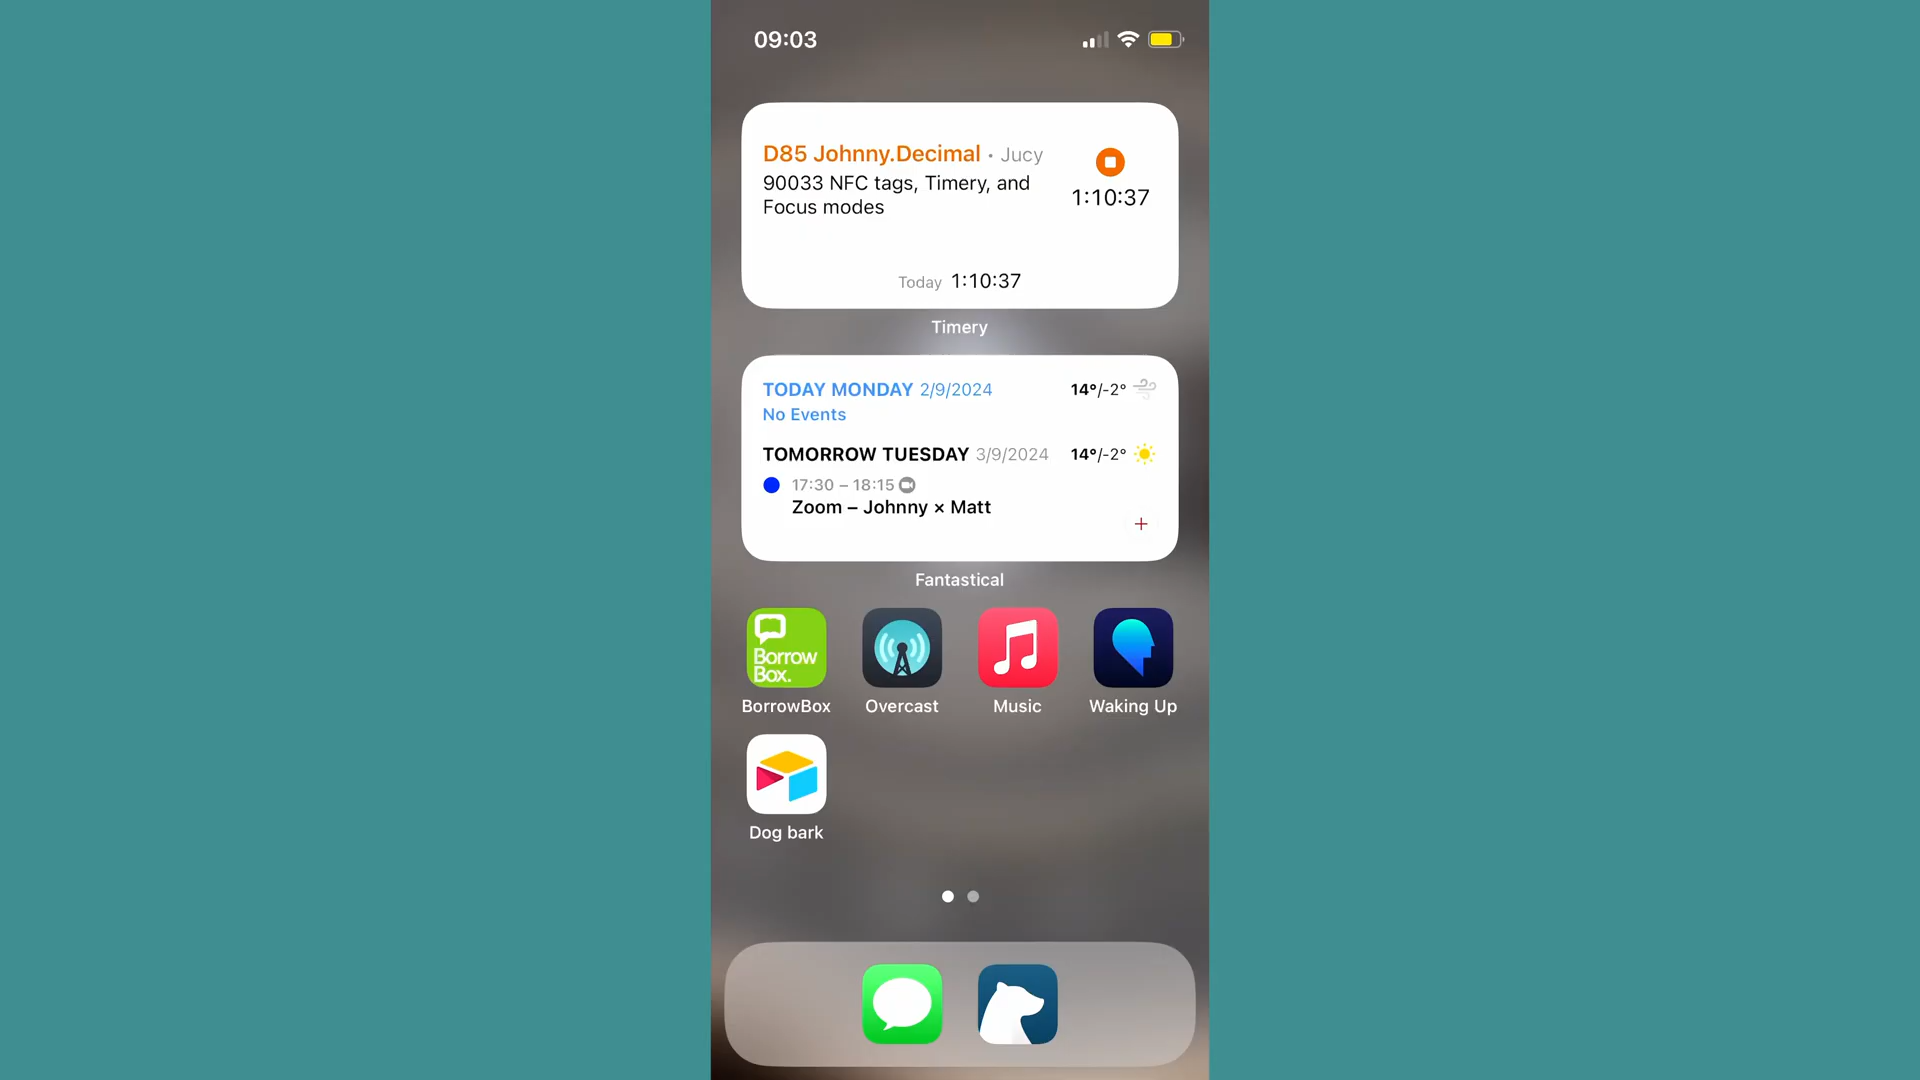 09:03
D85 Johnny.Decimal • Jucy
90033 NFC tags, Timery, and
Focus modes
1:10:37
Today 1:10:37
Timery
TODAY MONDAY 2/9/2024 14°/-2°
No Events
TOMORROW TUESDAY 3/9/2024 14°/-2°
17:30 – 18:15
Zoom – Johnny × Matt
+
Fantastical
Borrow
Box.
BorrowBox Overcast Music Waking Up
Dog bark